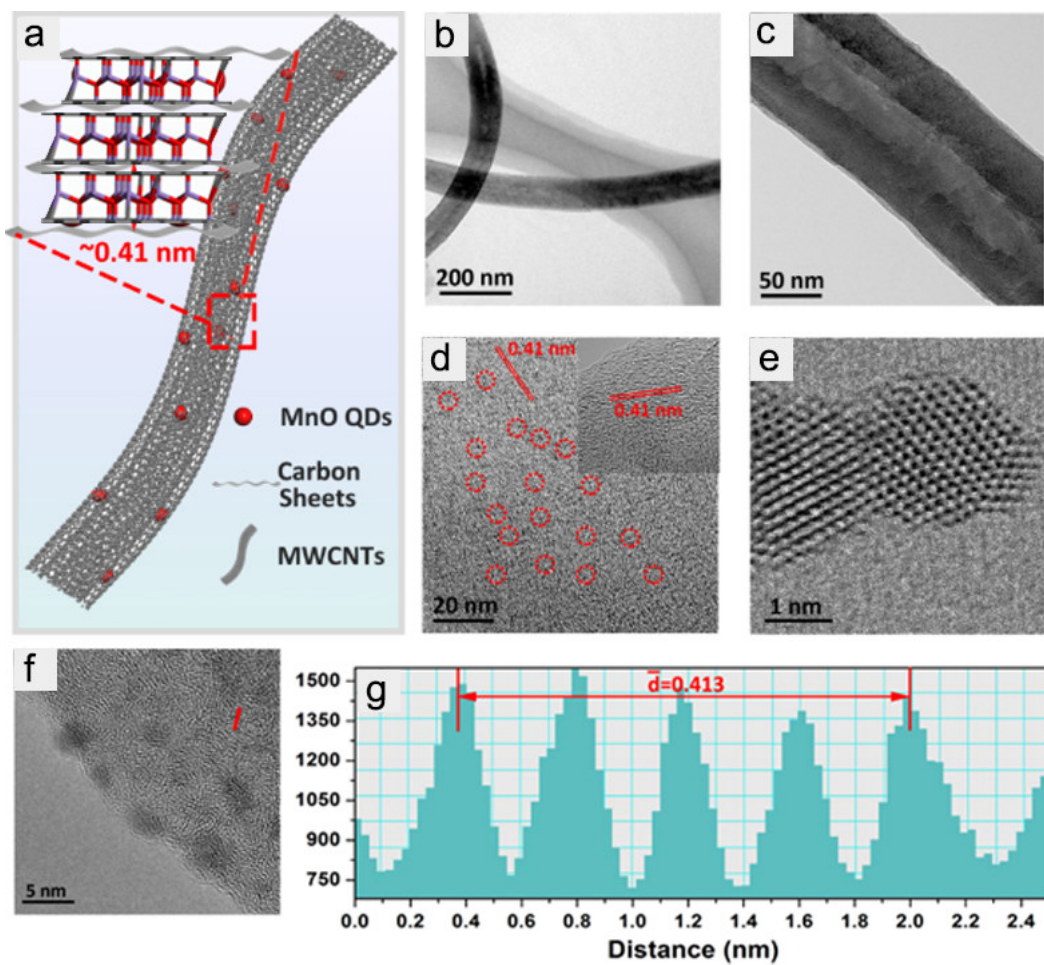 a
~0.41 nm
MnO QDs
Carbon
Sheets
MWCNTs
b
200 nm
c
50 nm
d
0.41 nm
0.41 nm
20 nm
e
1 nm
f
5 nm
g
d̅=0.413
1500
1350
1200
1050
900
750
0.0 0.2 0.4 0.6 0.8 1.0 1.2 1.4 1.6 1.8 2.0 2.2 2.4
Distance (nm)